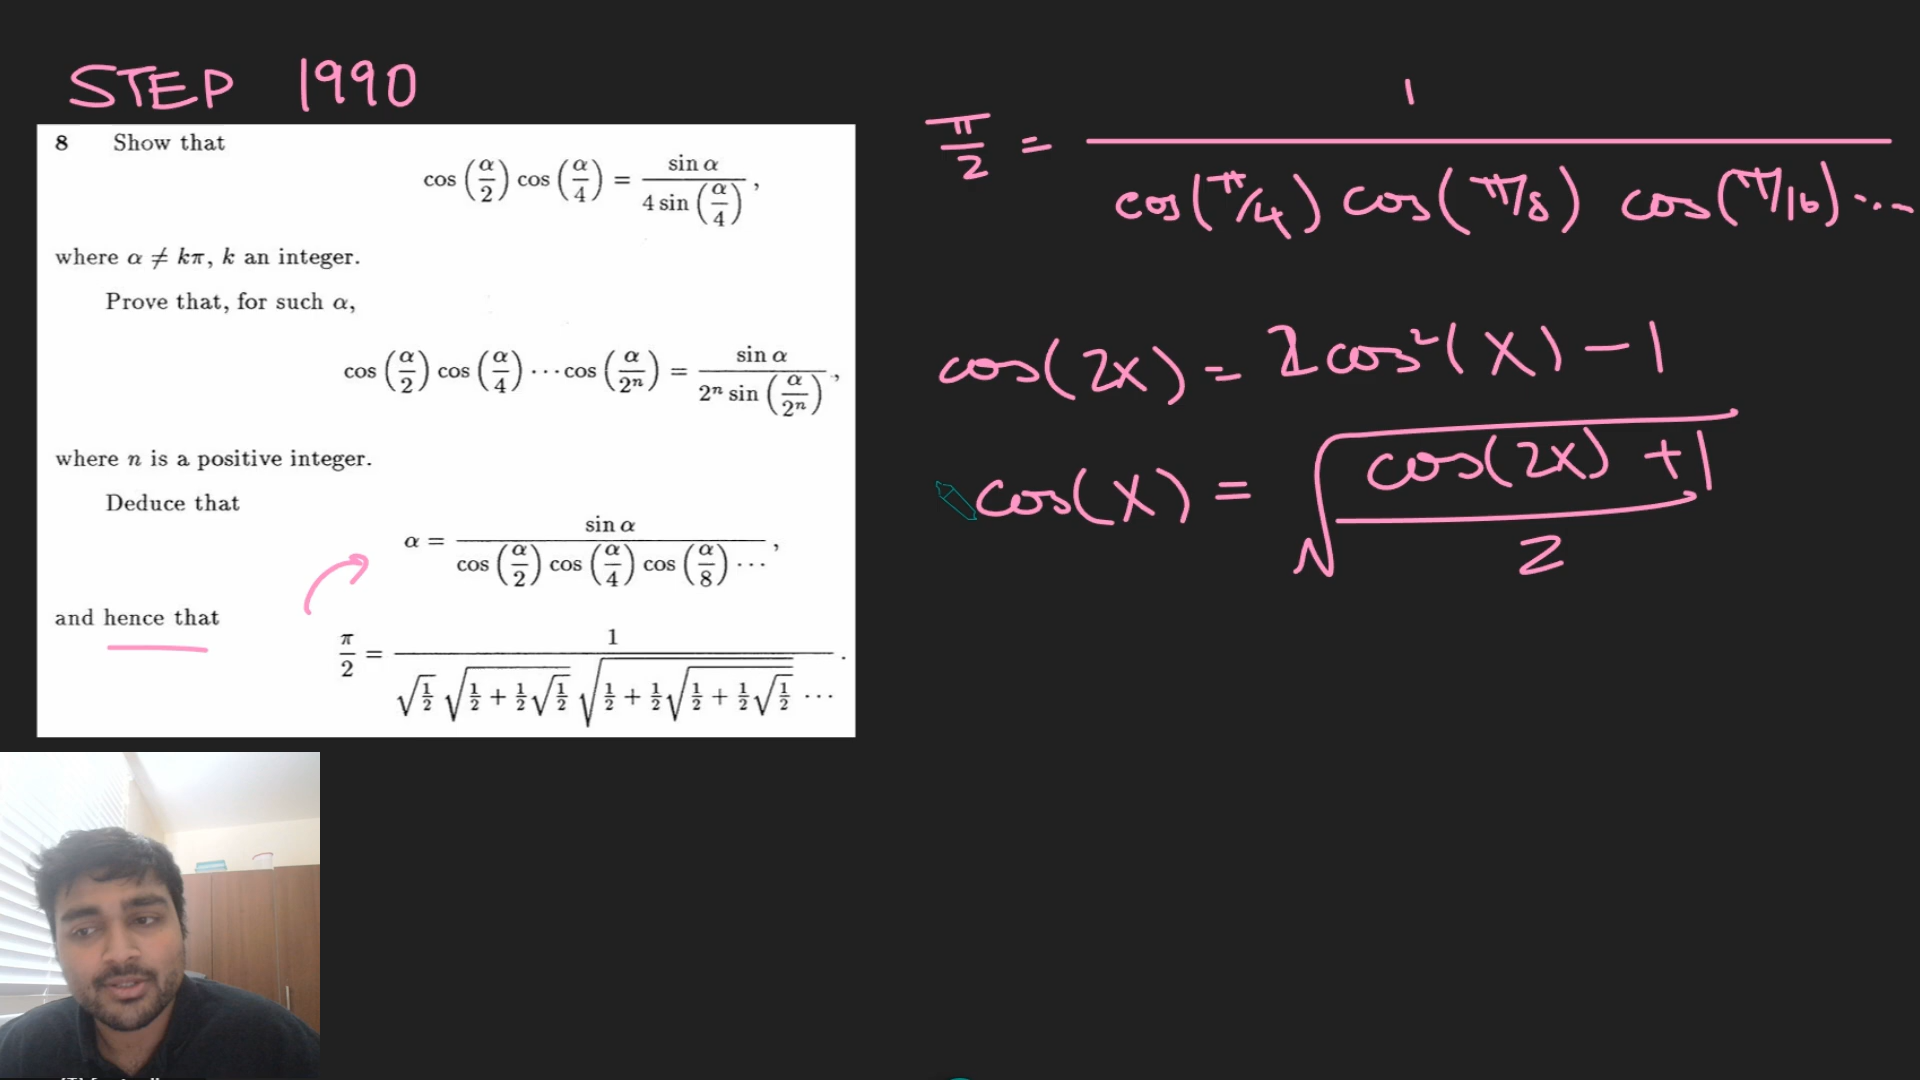 STEP 1990
8 Show that
cos (α/2) cos (α/4) = sin α / (4 sin (α/4)),
where α ≠ kπ, k an integer.
Prove that, for such α,
cos (α/2) cos (α/4) ··· cos (α/2ⁿ) = sin α / (2ⁿ sin (α/2ⁿ)),
where n is a positive integer.
Deduce that
α = sin α / (cos (α/2) cos (α/4) cos (α/8) ···),
and hence that
π/2 = 1 / (√(1/2) √(1/2 + 1/2 √(1/2)) √(1/2 + 1/2 √(1/2 + 1/2 √(1/2))) ···).
π/2 = 1 / (cos(π/4) cos(π/8) cos(π/16) ...)
cos(2x) = 2cos²(x) − 1
cos(x) = √((cos(2x) + 1) / 2)